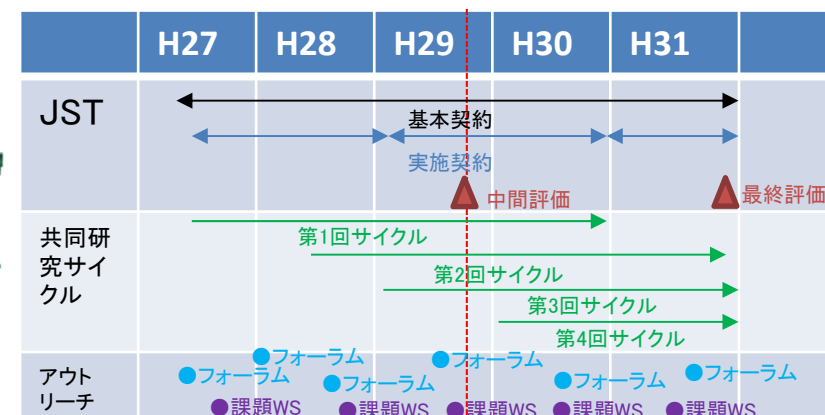 H27 H28 H29 H30 H31
JST
基本契約
実施契約
中間評価
最終評価
共同研
究サイ
クル
第1回サイクル
第2回サイクル
第3回サイクル
第4回サイクル
アウト
リーチ
●フォーラム ●フォーラム ●フォーラム ●フォーラム ●フォーラム ●フォーラム
●課題WS ●課題WS ●課題WS ●課題WS ●課題WS